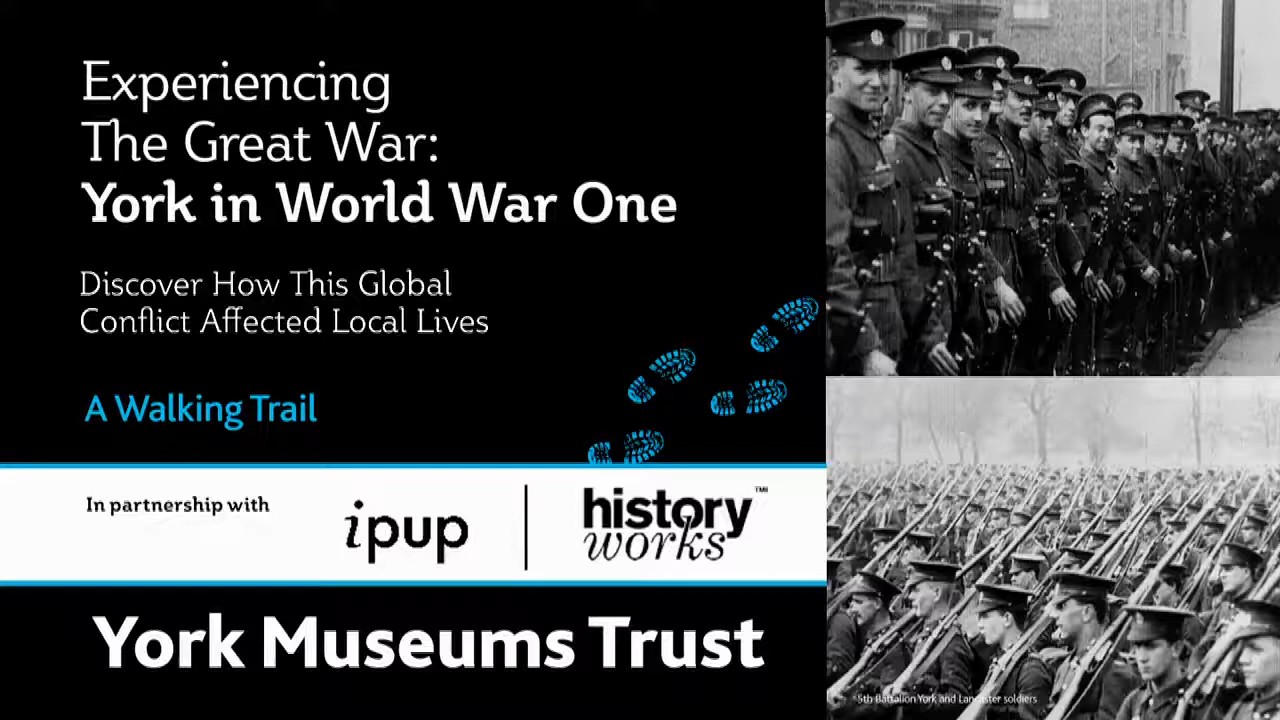 Experiencing
The Great War:
York in World War One
Discover How This Global
Conflict Affected Local Lives
A Walking Trail
In partnership with
ipup
history™
works
York Museums Trust
5th Battalion York and Lancaster soldiers